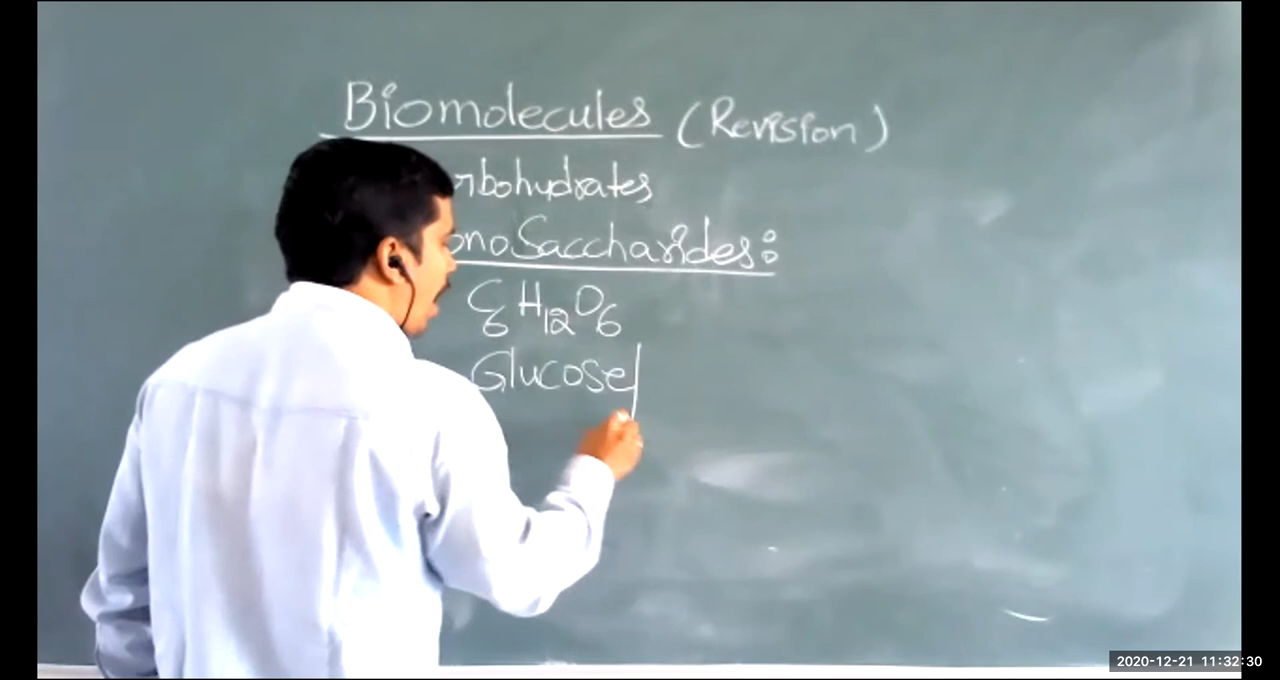 Biomolecules (Revision)
rbohydrates
onoSaccharides:
C6H12O6
Glucose
2020-12-21 11:32:30